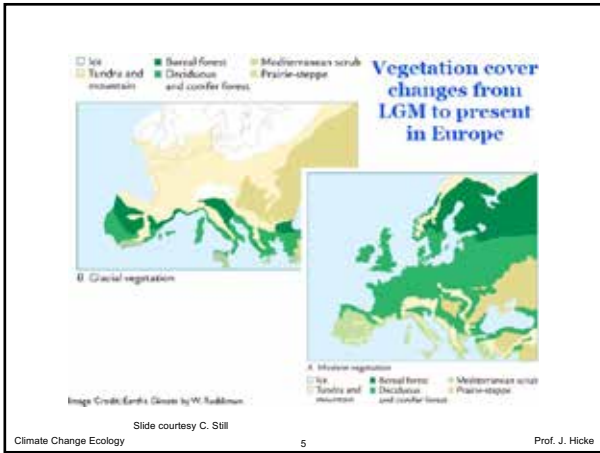 Ice
Boreal forest
Mediterranean scrub
Tundra and mountain
Deciduous and conifer forest
Prairie-steppe
Vegetation cover
changes from
LGM to present
in Europe
B Glacial vegetation
A Modern vegetation
Ice
Boreal forest
Mediterranean scrub
Tundra and mountain
Deciduous and conifer forest
Prairie-steppe
Image Credit: Earth's Climate by W. Ruddiman
Slide courtesy C. Still
Climate Change Ecology
5
Prof. J. Hicke